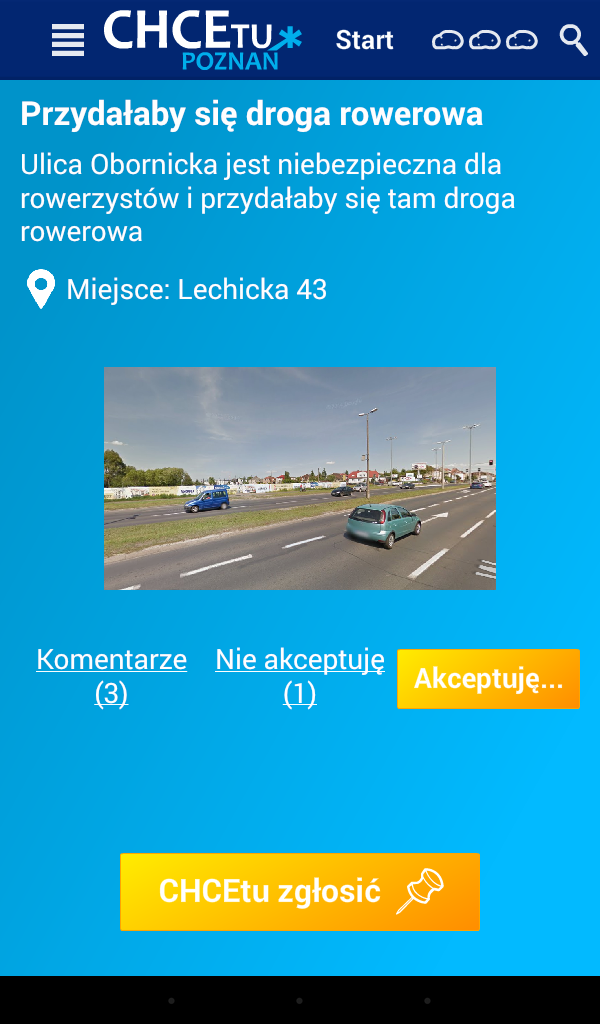 CHCETU
POZNAŃ
Start
Przydałaby się droga rowerowa
Ulica Obornicka jest niebezpieczna dla
rowerzystów i przydałaby się tam droga
rowerowa
Miejsce: Lechicka 43
Komentarze
(3)
Nie akceptuję
(1)
Akceptuję...
CHCEtu zgłosić